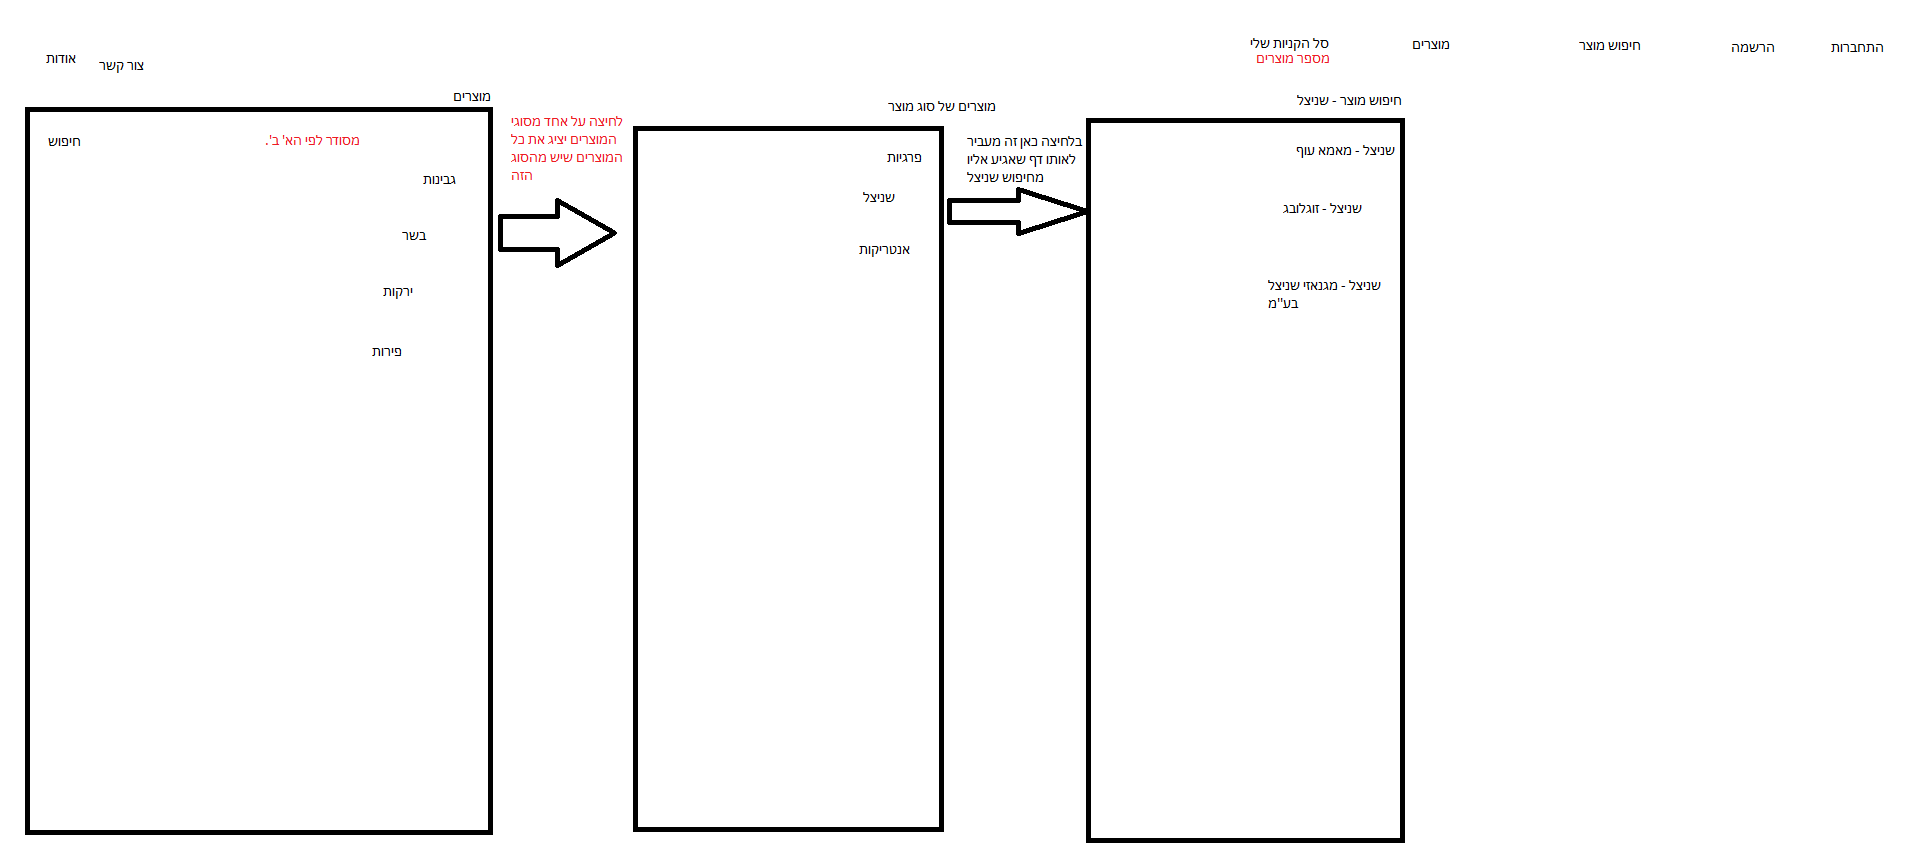 התחברות
הרשמה
חיפוש מוצר
מוצרים
סל הקניות שלי
מספר מוצרים
צור קשר
אודות
מוצרים
מסודר לפי הא' ב'.
חיפוש
גבינות
בשר
ירקות
פירות
לחיצה על אחד מסוגי
המוצרים יציג את כל
המוצרים שיש מהסוג
הזה
מוצרים של סוג מוצר
פרגיות
שניצל
אנטריקות
בלחיצה כאן זה מעביר
לאותו דף שאגיע אליו
מחיפוש שניצל
חיפוש מוצר - שניצל
שניצל - מאמא עוף
שניצל - זוגלובג
שניצל - מגנאזי שניצל
בע"מ